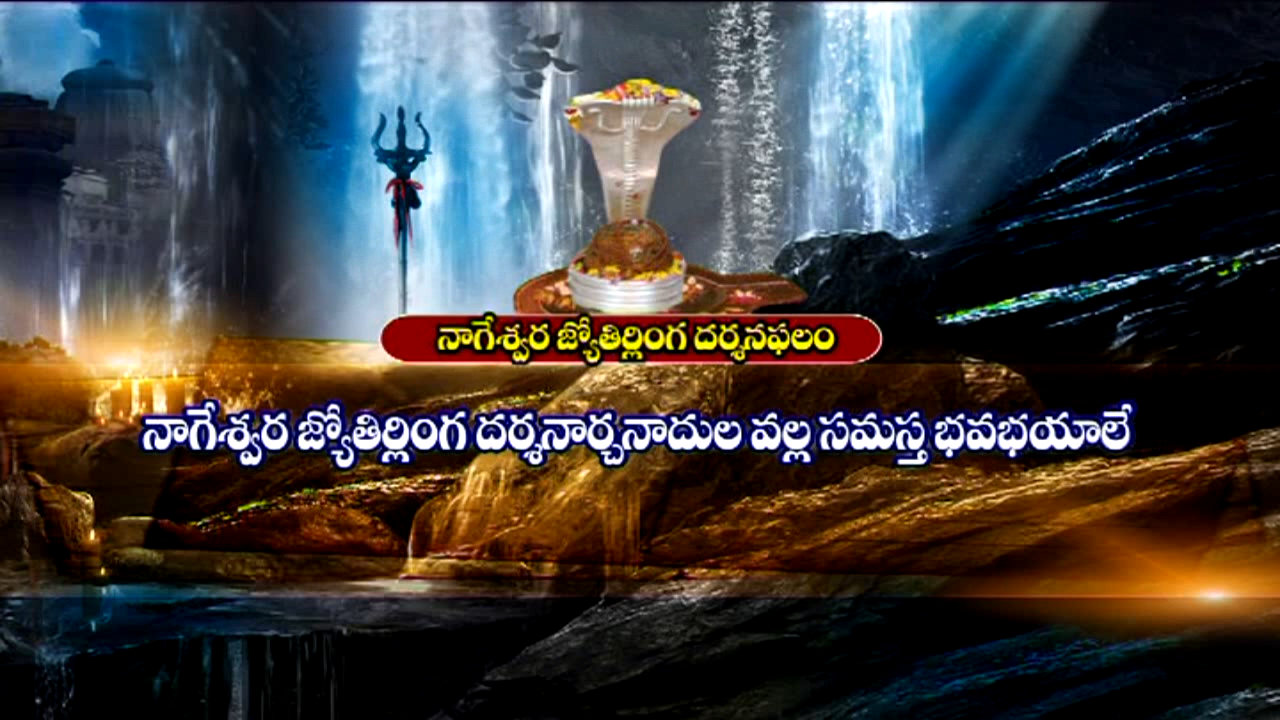 నాగేశ్వర జ్యోతిర్లింగ దర్శనఫలం
నాగేశ్వర జ్యోతిర్లింగ దర్శనార్చనాదుల వల్ల సమస్త భవభయాలే